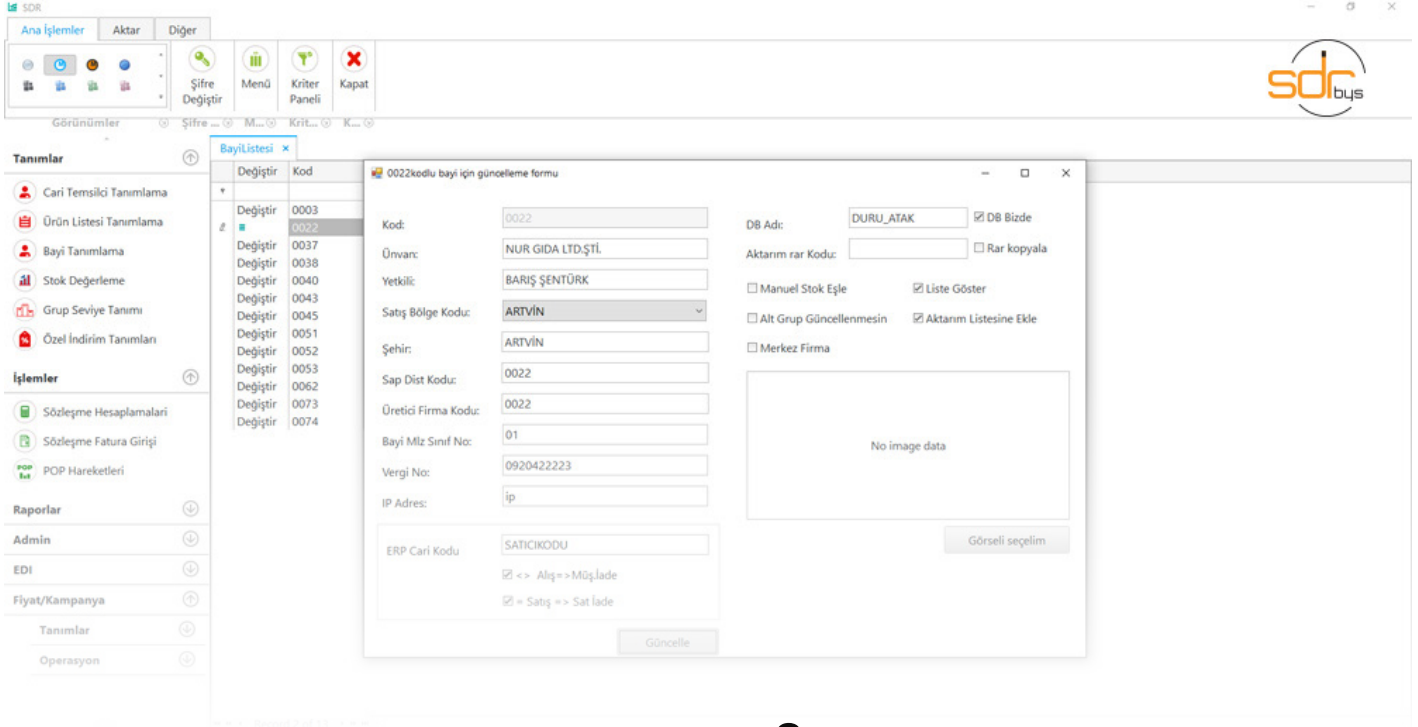 SDR
Ana İşlemler Aktar Diğer
Şifre Değiştir
Menü
Kriter Paneli
Kapat
Görünümler Şifre ... M... Krit... K...
sdr bys
Tanımlar
Cari Temsilci Tanımlama
Ürün Listesi Tanımlama
Bayi Tanımlama
Stok Değerleme
Grup Seviye Tanımı
Özel İndirim Tanımları
İşlemler
Sözleşme Hesaplamalari
Sözleşme Fatura Girişi
POP Hareketleri
Raporlar
Admin
EDI
Fiyat/Kampanya
Tanımlar
Operasyon
BayiListesi ×
Değiştir Kod
Değiştir 0003
0022
Değiştir 0037
Değiştir 0038
Değiştir 0040
Değiştir 0043
Değiştir 0045
Değiştir 0051
Değiştir 0052
Değiştir 0053
Değiştir 0062
Değiştir 0073
Değiştir 0074
0022kodlu bayi için güncelleme formu
Kod: 0022
Ünvan: NUR GIDA LTD.ŞTİ.
Yetkili: BARIŞ ŞENTÜRK
Satış Bölge Kodu: ARTVİN
Şehir: ARTVİN
Sap Dist Kodu: 0022
Üretici Firma Kodu: 0022
Bayi Mlz Sınıf No: 01
Vergi No: 0920422223
IP Adres: ip
ERP Cari Kodu SATICIKODU
<> Alış=>Müş.İade
= Satış => Sat İade
Güncelle
DB Adı: DURU_ATAK DB Bizde
Aktarım rar Kodu: Rar kopyala
Manuel Stok Eşle Liste Göster
Alt Grup Güncellenmesin Aktarım Listesine Ekle
Merkez Firma
No image data
Görseli seçelim